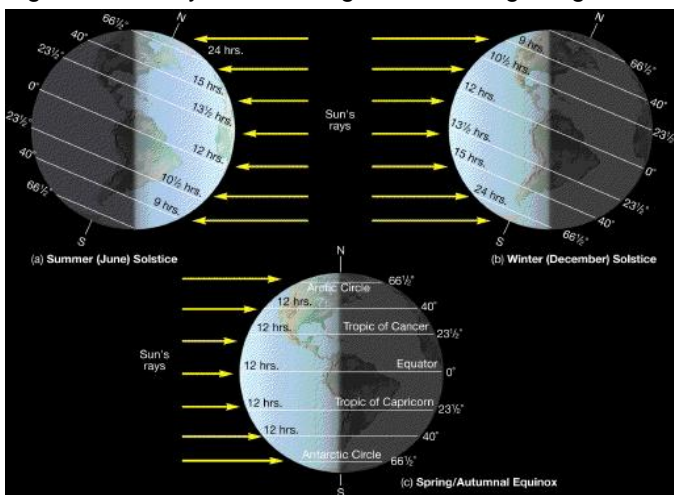 N
66½°
24 hrs.
23½°
40°
15 hrs.
13½ hrs.
0°
12 hrs.
23½°
10½ hrs.
40°
9 hrs.
66½°
S
(a) Summer (June) Solstice
Sun's
rays
N
9 hrs.
66½°
10½ hrs.
40°
12 hrs.
23½°
13½ hrs.
0°
15 hrs.
23½°
24 hrs.
40°
66½°
S
(b) Winter (December) Solstice
N
Arctic Circle
66½°
12 hrs.
40°
12 hrs.
Tropic of Cancer
23½°
Sun's
rays
12 hrs.
Equator
0°
12 hrs.
Tropic of Capricorn
23½°
12 hrs.
40°
Antarctic Circle
66½°
S
(c) Spring/Autumnal Equinox